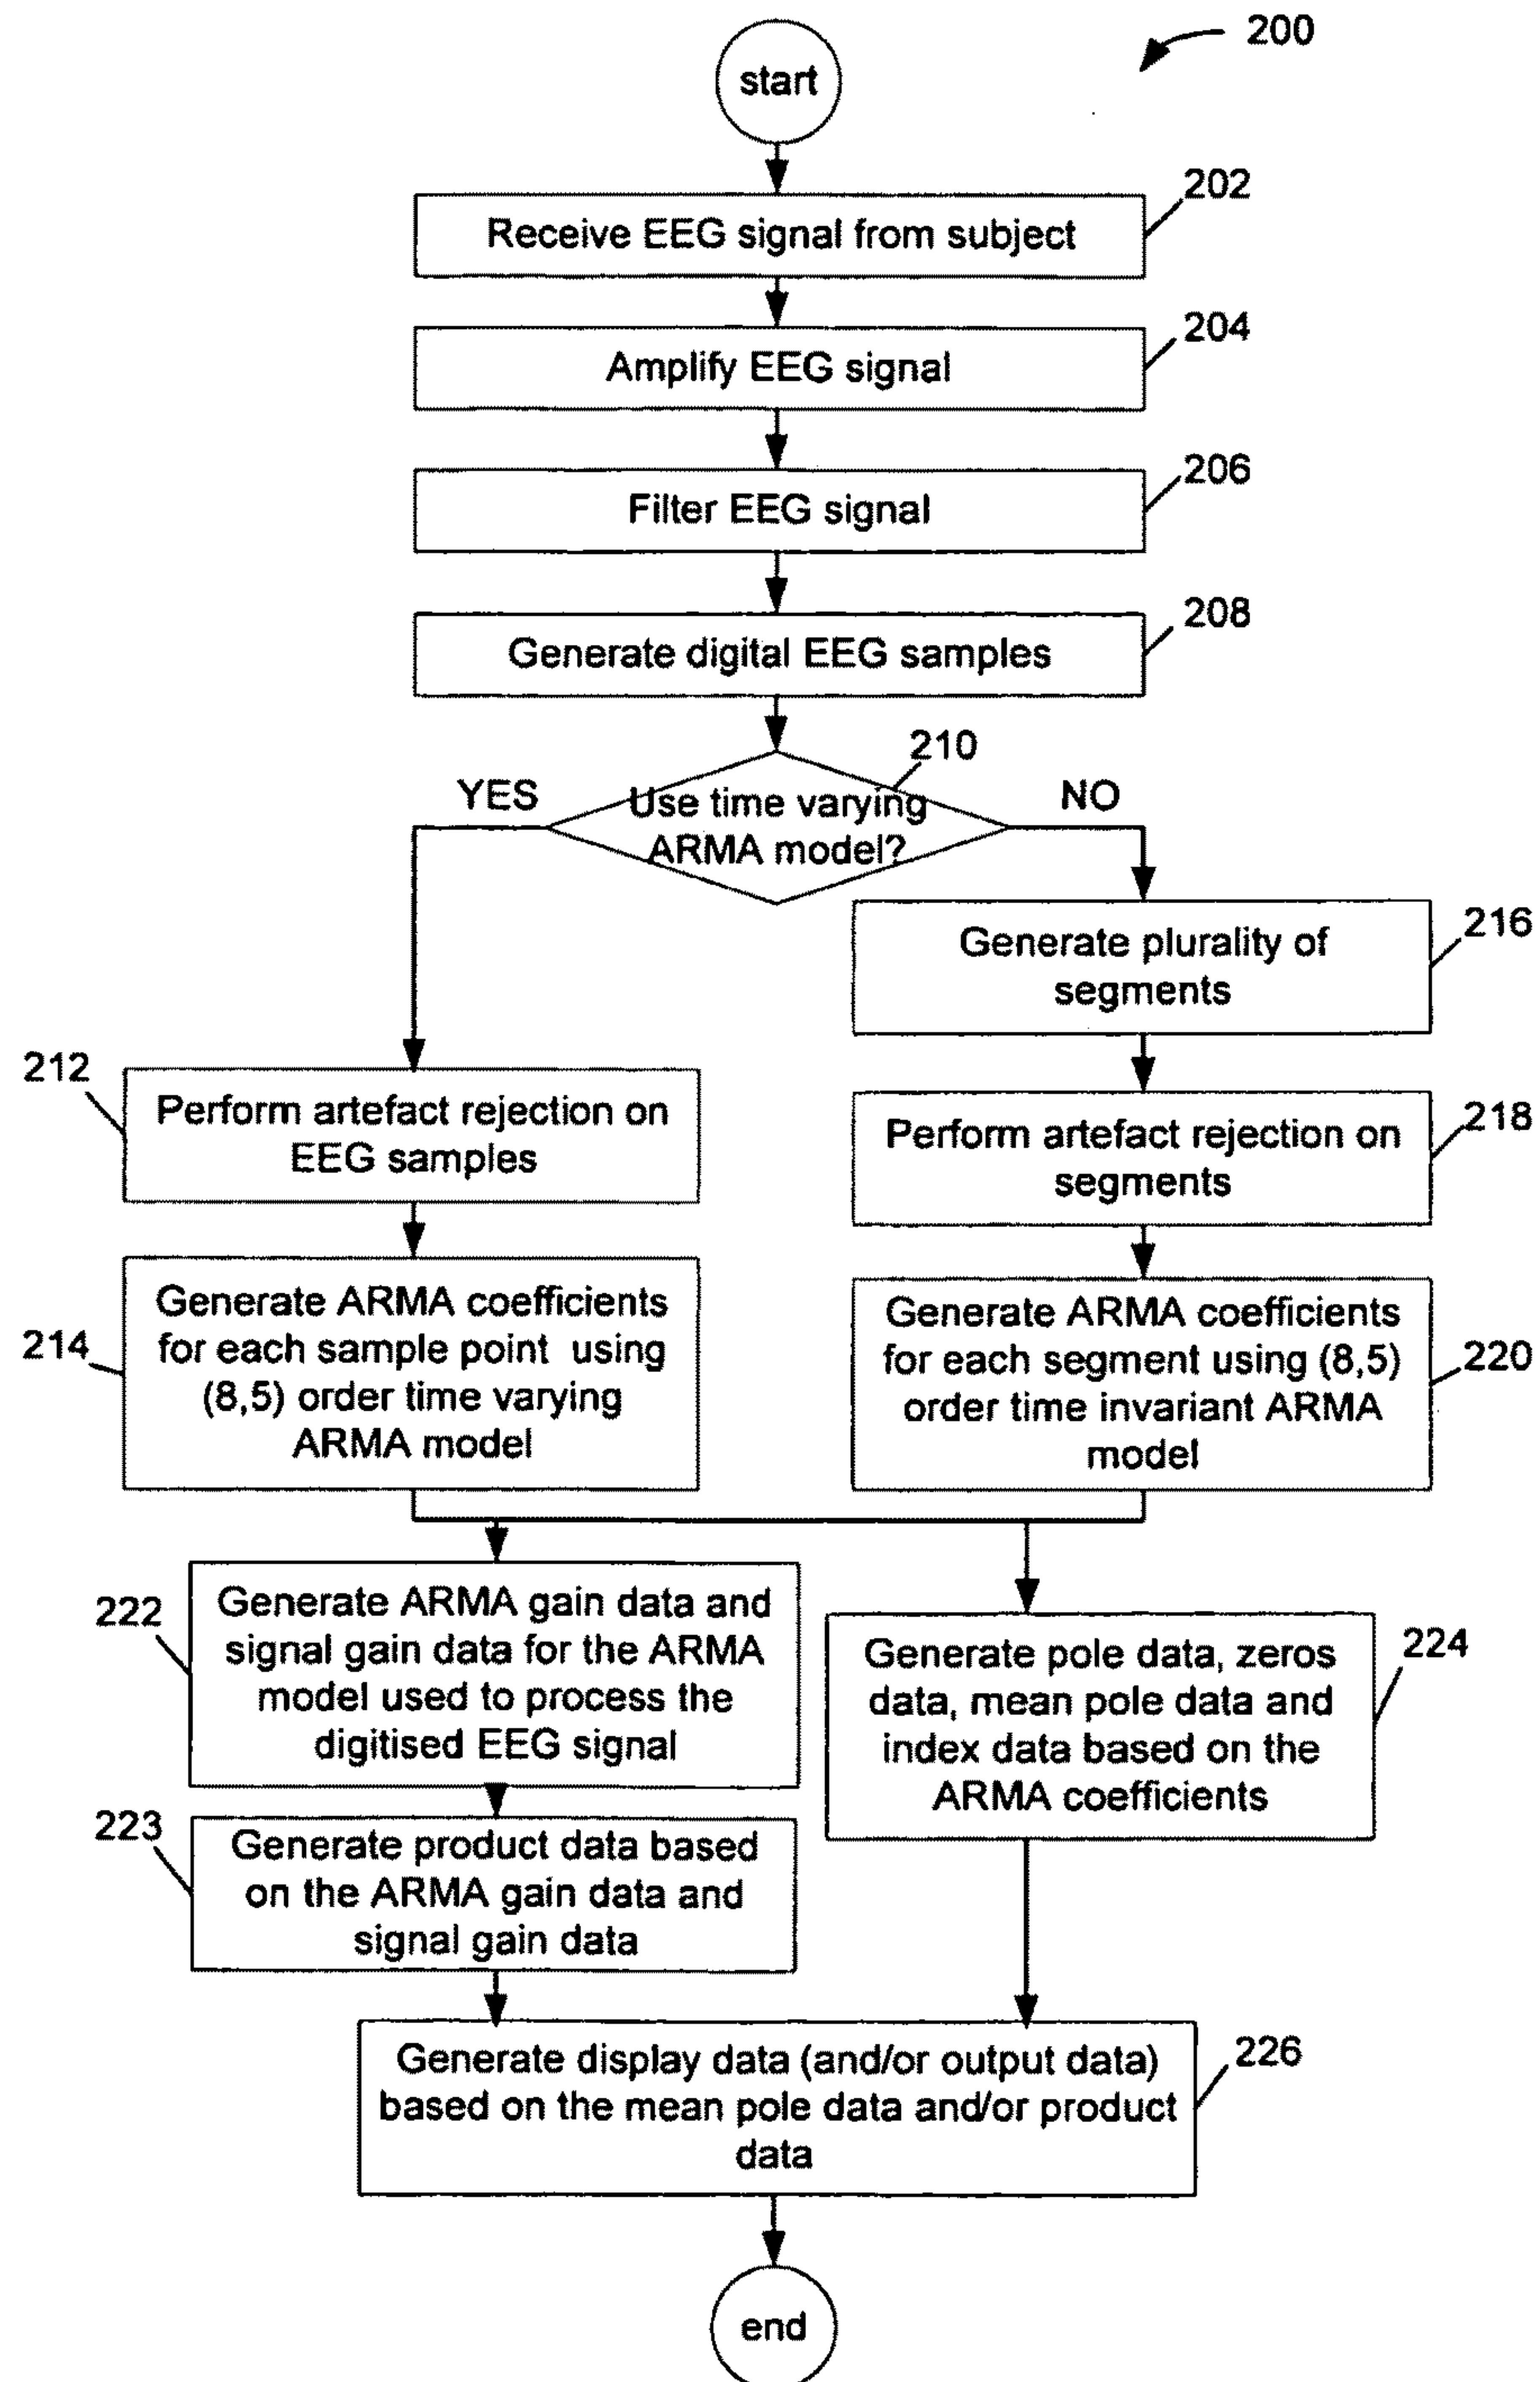 200
start
202
Receive EEG signal from subject
204
Amplify EEG signal
206
Filter EEG signal
208
Generate digital EEG samples
210
YES
Use time varying
ARMA model?
NO
216
Generate plurality of
segments
212
Perform artefact rejection on
EEG samples
218
Perform artefact rejection on
segments
214
Generate ARMA coefficients
for each sample point using
(8,5) order time varying
ARMA model
220
Generate ARMA coefficients
for each segment using (8,5)
order time invariant ARMA
model
222
Generate ARMA gain data and
signal gain data for the ARMA
model used to process the
digitised EEG signal
224
Generate pole data, zeros
data, mean pole data and
index data based on the
ARMA coefficients
223
Generate product data based
on the ARMA gain data and
signal gain data
226
Generate display data (and/or output data)
based on the mean pole data and/or product
data
end